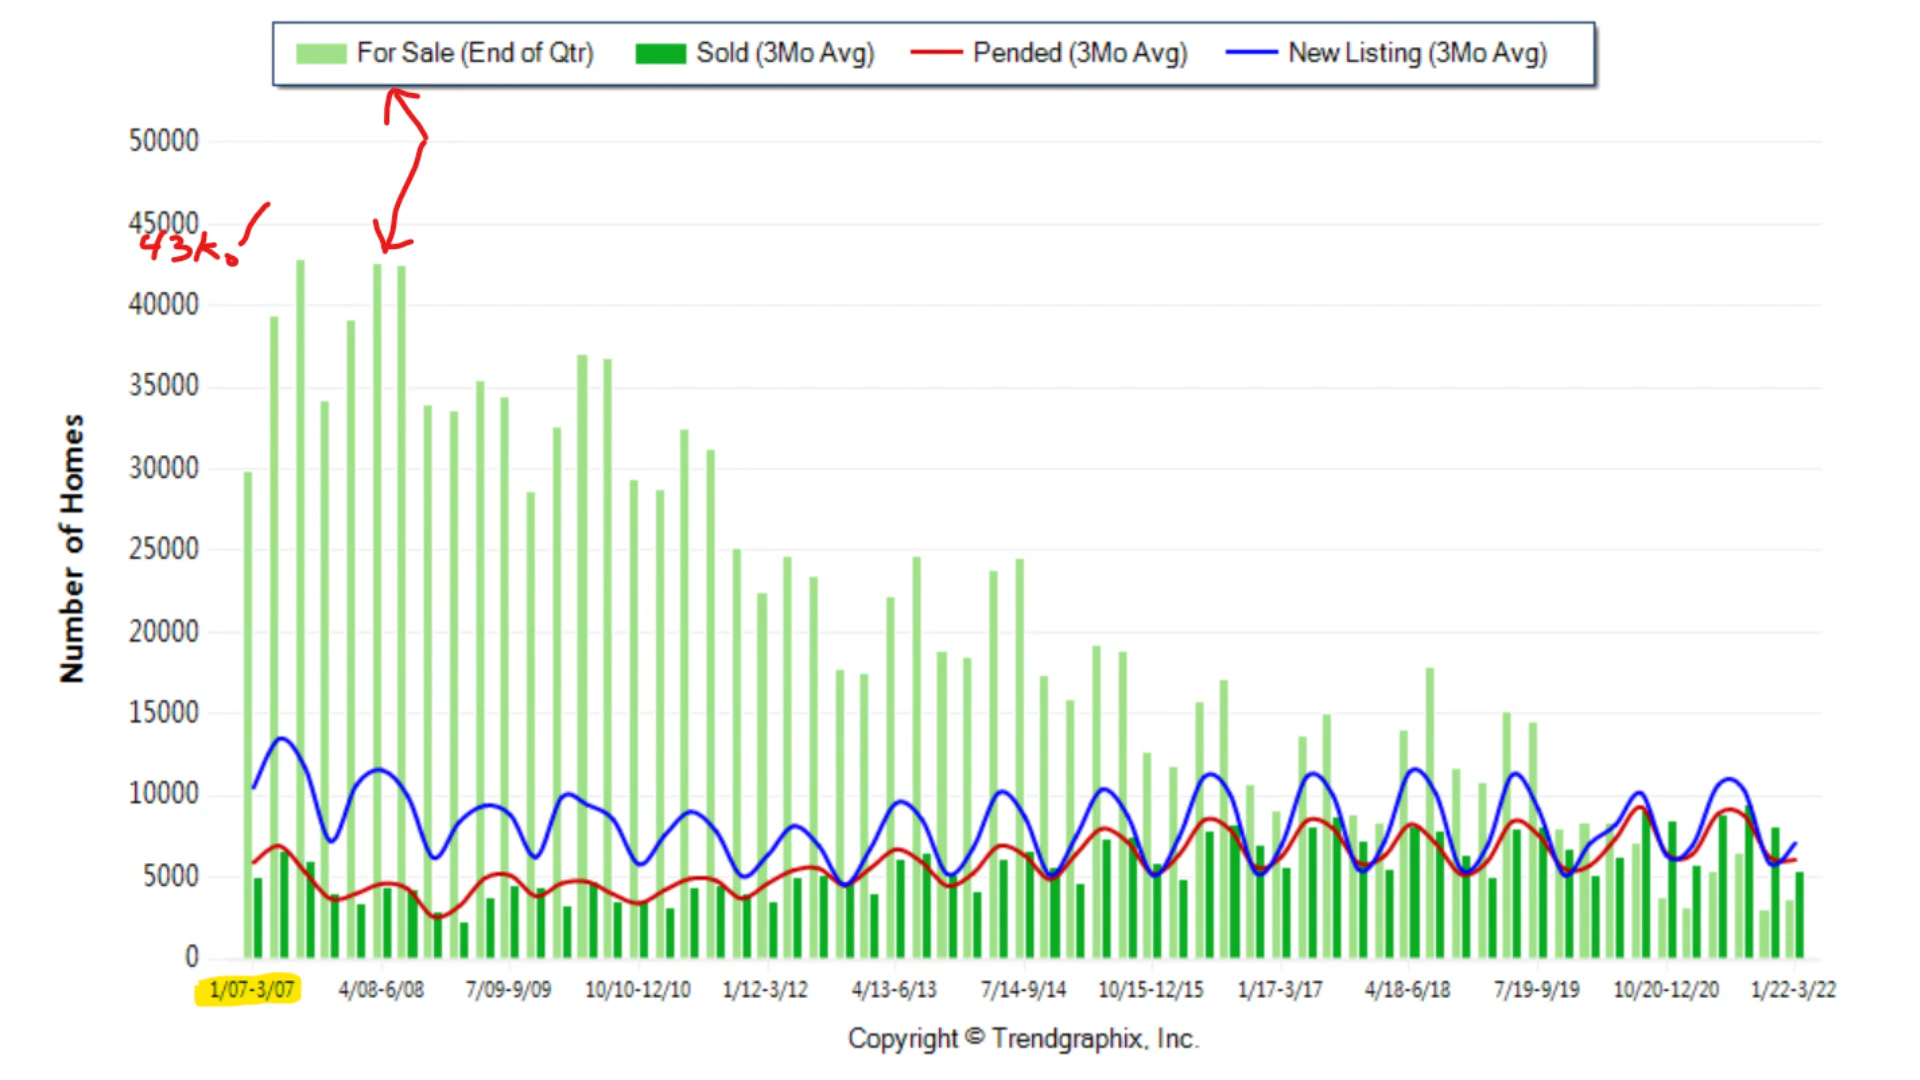 For Sale (End of Qtr) Sold (3Mo Avg) Pended (3Mo Avg) New Listing (3Mo Avg)
50000
45000
43k
40000
35000
30000
25000
20000
15000
10000
5000
0
Number of Homes
1/07-3/07 4/08-6/08 7/09-9/09 10/10-12/10 1/12-3/12 4/13-6/13 7/14-9/14 10/15-12/15 1/17-3/17 4/18-6/18 7/19-9/19 10/20-12/20 1/22-3/22
Copyright © Trendgraphix, Inc.